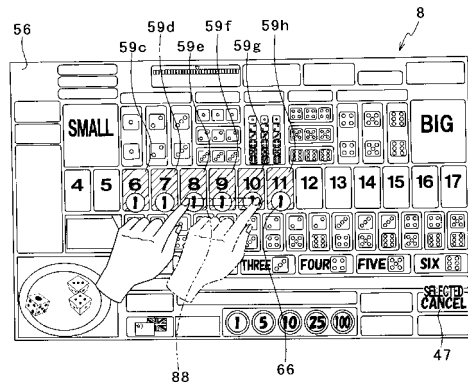 8
56
59d 59f 59h
59c 59e 59g
SMALL
BIG
4 5 6 7 8 9 10 11 12 13 14 15 16 17
1 1 1 1 1 1
THREE FOUR FIVE SIX
SELECTED
CANCEL
1 5 10 25 100
88 66 47